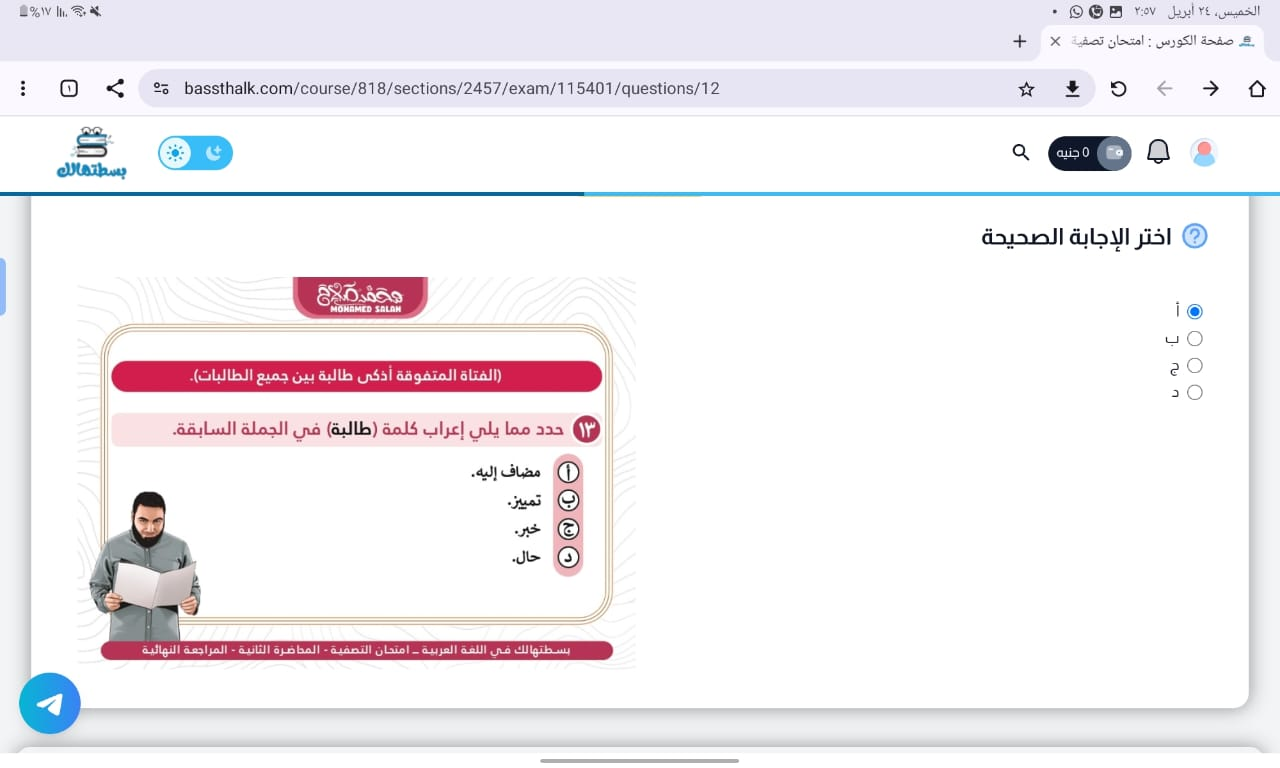 الخميس، ٢٤ أبريل ٢:٥٧
%١٧
صفحة الكورس : امتحان تصفية
bassthalk.com/course/818/sections/2457/exam/115401/questions/12
١
بسطتهالك
0 جنيه
اختر الإجابة الصحيحة
أ
ب
ج
د
محمد صلاح
MOHAMED SALAH
(الفتاة المتفوقة أذكى طالبة بين جميع الطالبات).
١٣ حدد مما يلي إعراب كلمة (طالبة) في الجملة السابقة.
أ مضاف إليه.
ب تمييز.
ج خبر.
د حال.
بسطتهالك في اللغة العربية – امتحان التصفية - المحاضرة الثانية - المراجعة النهائية